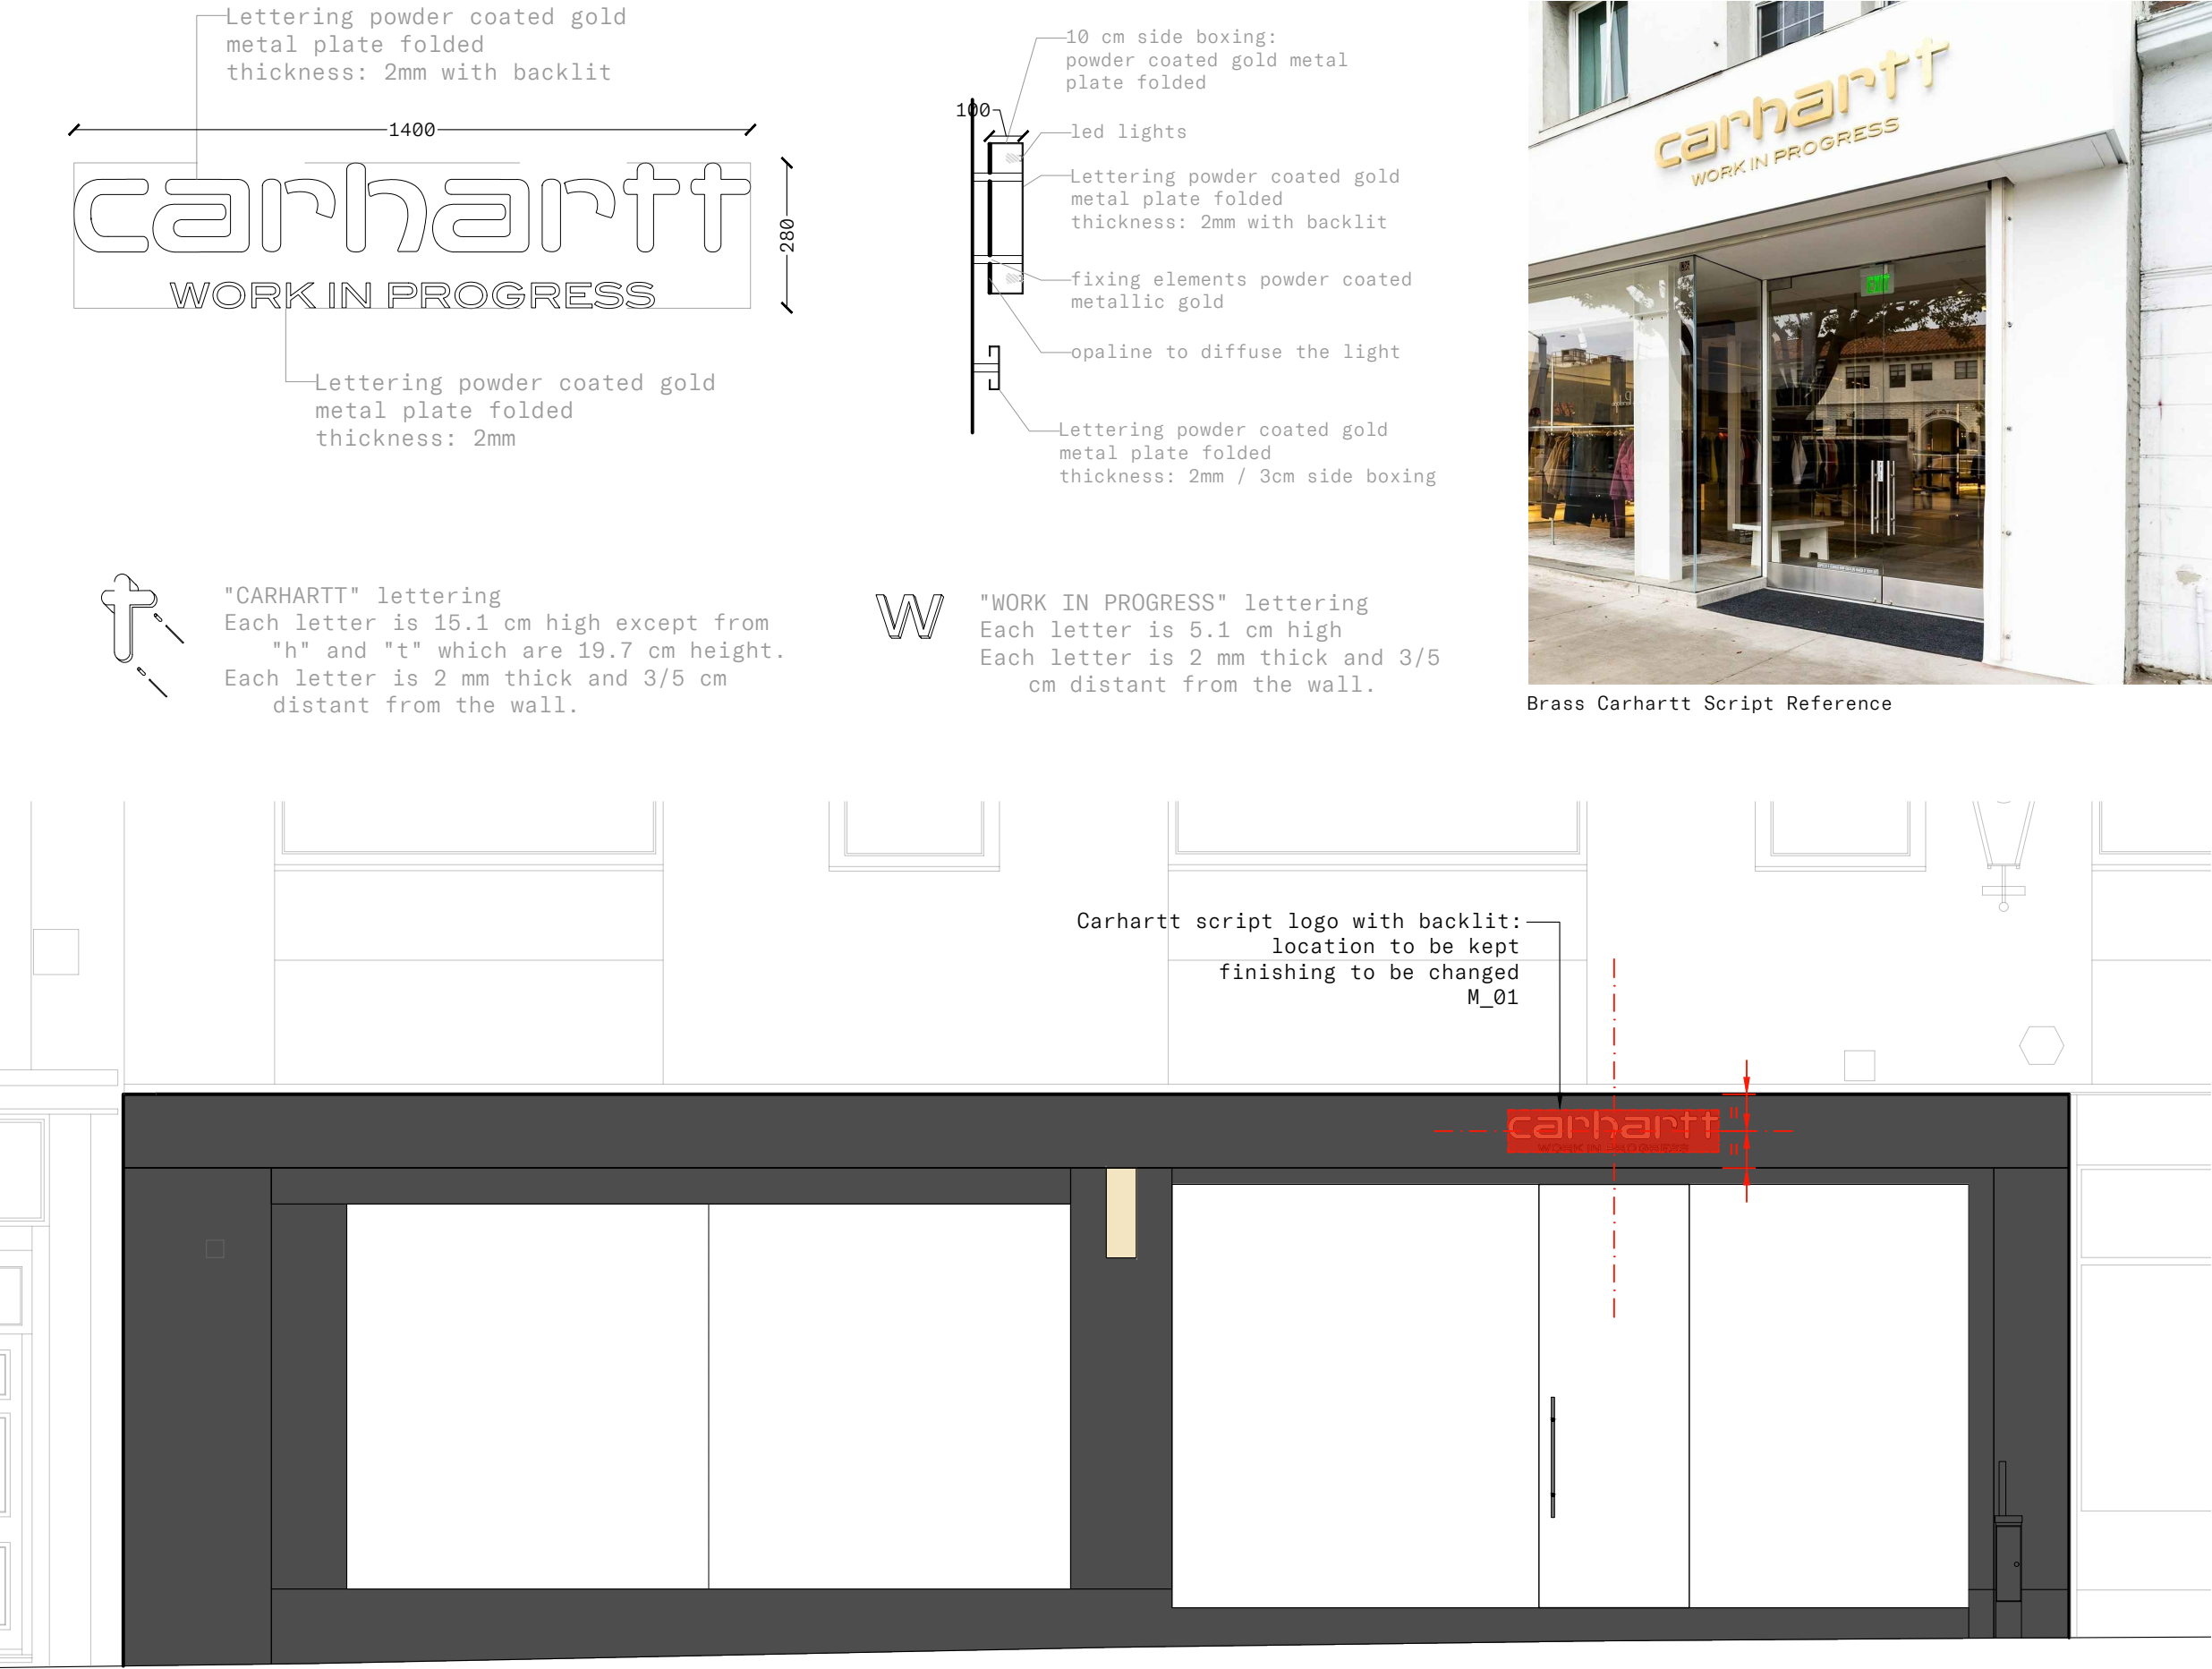 Lettering powder coated gold
metal plate folded
thickness: 2mm with backlit
1400
carhartt
WORK IN PROGRESS
280
Lettering powder coated gold
metal plate folded
thickness: 2mm
10 cm side boxing:
powder coated gold metal
plate folded
100
led lights
Lettering powder coated gold
metal plate folded
thickness: 2mm with backlit
fixing elements powder coated
metallic gold
opaline to diffuse the light
Lettering powder coated gold
metal plate folded
thickness: 2mm / 3cm side boxing
carhartt
WORK IN PROGRESS
EXIT
Brass Carhartt Script Reference
t
"CARHARTT" lettering
Each letter is 15.1 cm high except from
"h" and "t" which are 19.7 cm height.
Each letter is 2 mm thick and 3/5 cm
distant from the wall.
W
"WORK IN PROGRESS" lettering
Each letter is 5.1 cm high
Each letter is 2 mm thick and 3/5
cm distant from the wall.
Carhartt script logo with backlit:
location to be kept
finishing to be changed
M_01
carhartt
WORK IN PROGRESS
=
=